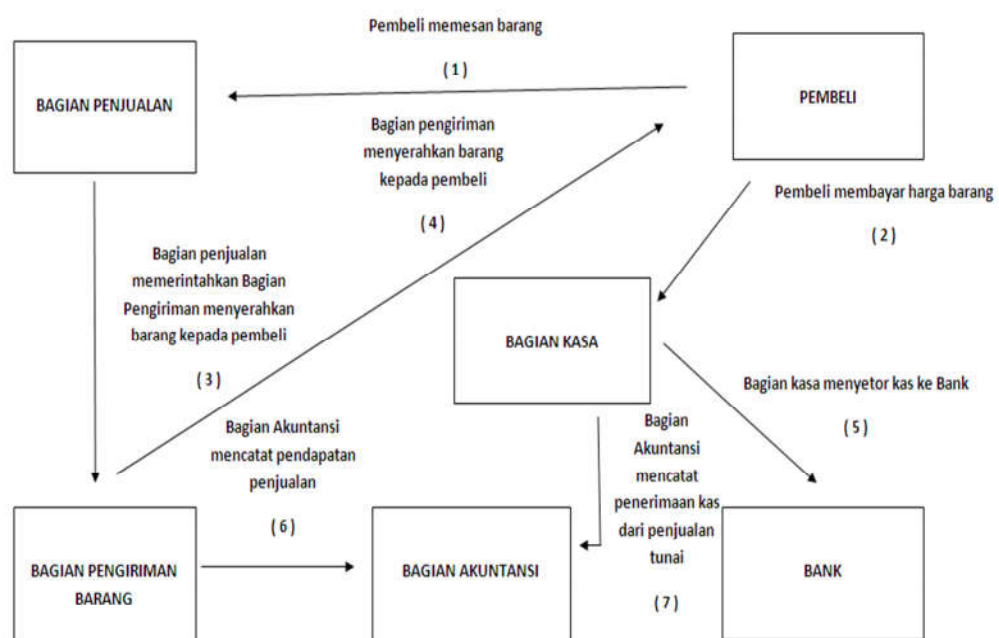 Pembeli memesan barang
( 1 )
BAGIAN PENJUALAN
PEMBELI
Bagian pengiriman
menyerahkan barang
kepada pembeli
( 4 )
Pembeli membayar harga barang
( 2 )
Bagian penjualan
memerintahkan Bagian
Pengiriman menyerahkan
barang kepada pembeli
( 3 )
BAGIAN KASA
Bagian kasa menyetor kas ke Bank
( 5 )
Bagian Akuntansi
mencatat pendapatan
penjualan
( 6 )
Bagian
Akuntansi
mencatat
penerimaan kas
dari penjualan
tunai
( 7 )
BAGIAN PENGIRIMAN
BARANG
BAGIAN AKUNTANSI
BANK